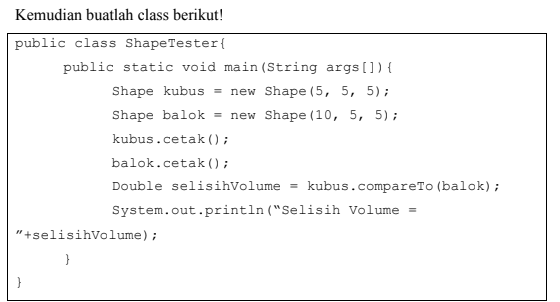 Kemudian buatlah class berikut!
public class ShapeTester{
public static void main(String args[]){
Shape kubus = new Shape(5, 5, 5);
Shape balok = new Shape(10, 5, 5);
kubus.cetak();
balok.cetak();
Double selisihVolume = kubus.compareTo(balok);
System.out.println(“Selisih Volume =
”+selisihVolume);
}
}